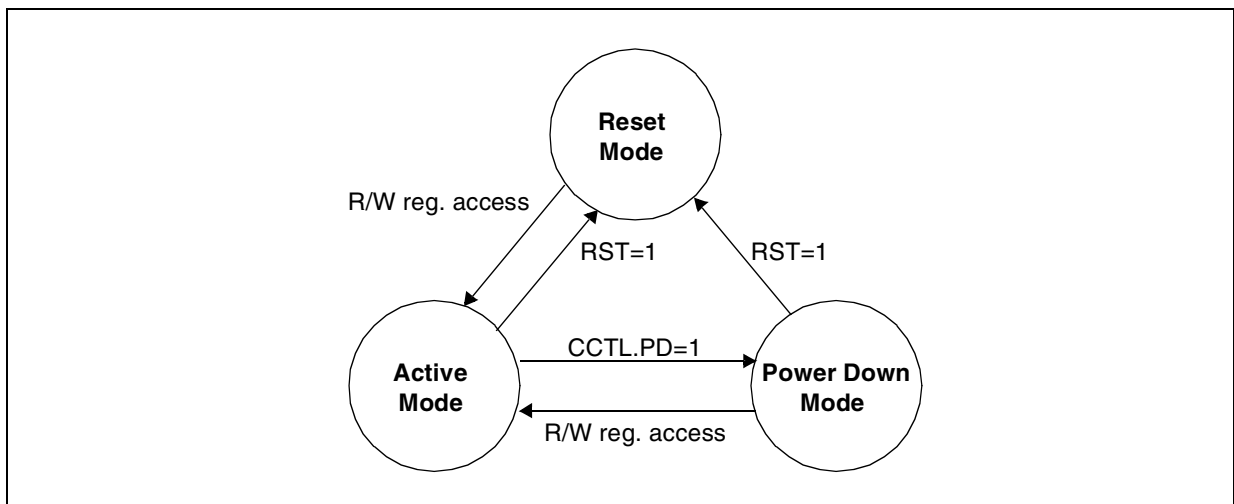 Reset
Mode
R/W reg. access
RST=1
RST=1
CCTL.PD=1
Active
Mode
Power Down
Mode
R/W reg. access